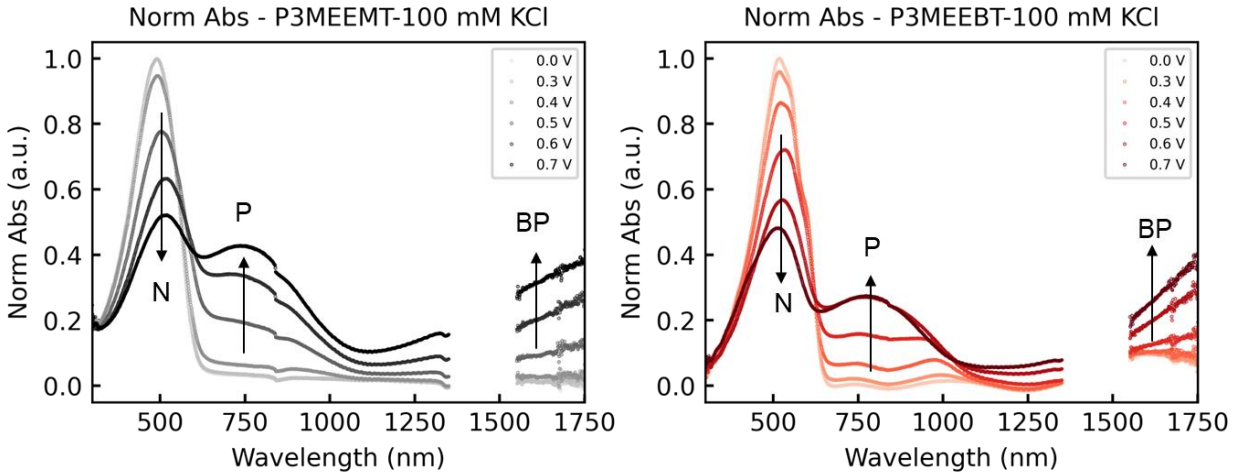 Norm Abs - P3MEEMT-100 mM KCl
Norm Abs (a.u.)
1.0
0.8
0.6
0.4
0.2
0.0
0.0 V
0.3 V
0.4 V
0.5 V
0.6 V
0.7 V
P
BP
N
500
750
1000
1250
1500
1750
Wavelength (nm)
Norm Abs - P3MEEBT-100 mM KCl
Norm Abs (a.u.)
1.0
0.8
0.6
0.4
0.2
0.0
0.0 V
0.3 V
0.4 V
0.5 V
0.6 V
0.7 V
BP
P
N
500
750
1000
1250
1500
1750
Wavelength (nm)